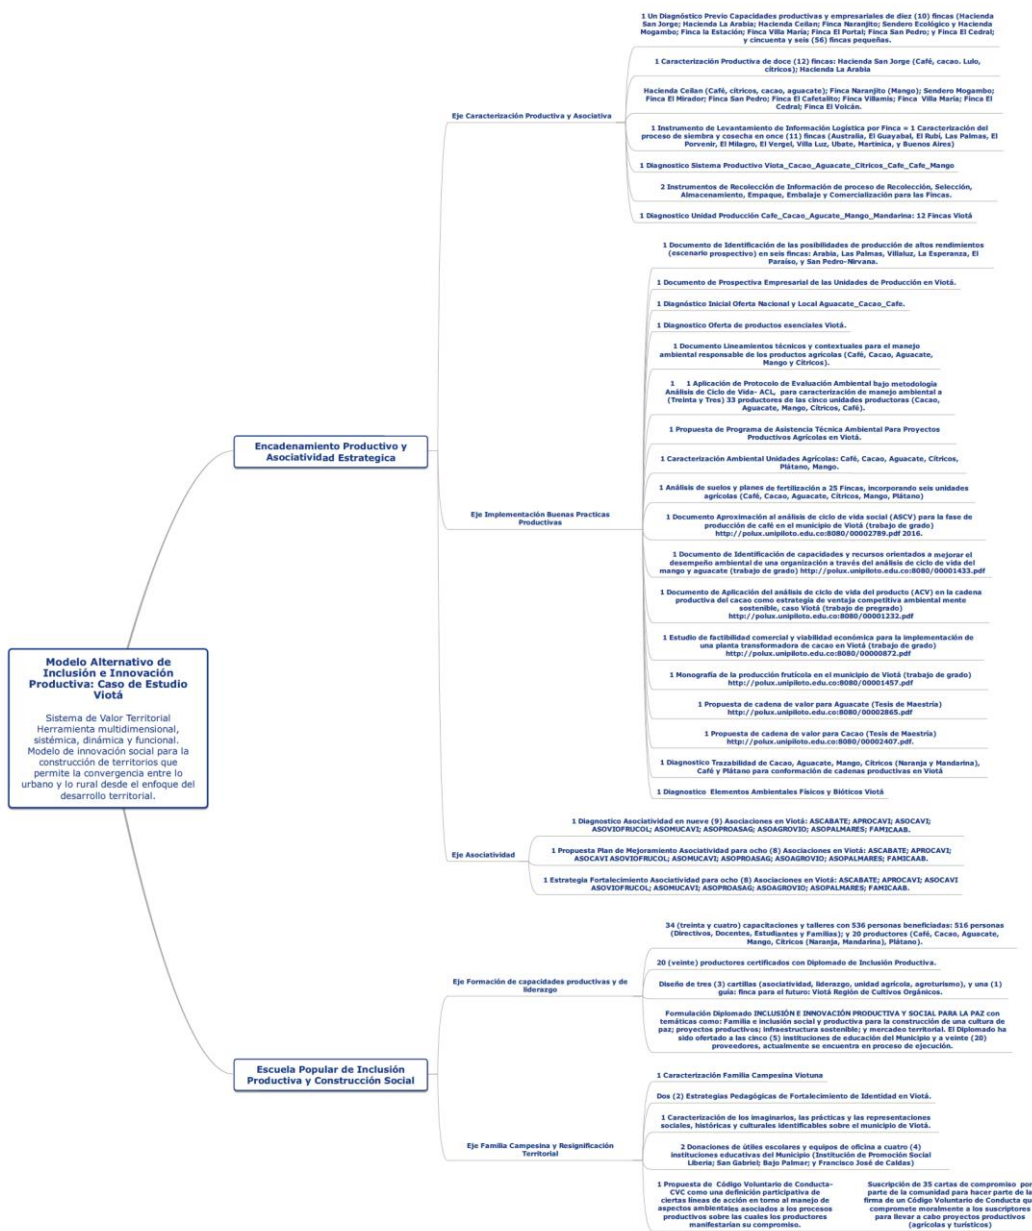 Modelo Alternativo de
Inclusión e Innovación
Productiva: Caso de Estudio
Viotá
Sistema de Valor Territorial
Herramienta multidimensional,
sistémica, dinámica y funcional.
Modelo de innovación social para la
construcción de territorios que
permite la convergencia entre lo
urbano y lo rural desde el enfoque del
desarrollo territorial.
Encadenamiento Productivo y
Asociatividad Estrategica
Eje Caracterización Productiva y Asociativa
1 Un Diagnóstico Previo Capacidades productivas y empresariales de diez (10) fincas (Hacienda
San Jorge; Hacienda La Arabia; Hacienda Ceilan; Finca Naranjito; Sendero Ecológico y Hacienda
Mogambo; Finca la Estación; Finca Villa María; Finca El Portal; Finca San Pedro; y Finca El Cedral;
y cincuenta y seis (56) fincas pequeñas.
1 Caracterización Productiva de doce (12) fincas: Hacienda San Jorge (Café, cacao. Lulo,
cítricos); Hacienda La Arabia
Hacienda Ceilan (Café, cítricos, cacao, aguacate); Finca Naranjito (Mango); Sendero Mogambo;
Finca El Mirador; Finca San Pedro; Finca El Cafetalito; Finca Villamis; Finca Villa María; Finca El
Cedral; Finca El Volcán.
1 Instrumento de Levantamiento de Información Logística por Finca = 1 Caracterización del
proceso de siembra y cosecha en once (11) fincas (Australia, El Guayabal, El Rubí, Las Palmas, El
Porvenir, El Milagro, El Vergel, Villa Luz, Ubate, Martinica, y Buenos Aires)
1 Diagnostico Sistema Productivo Viota_Cacao_Aguacate_Cítricos_Cafe_Cafe_Mango
2 Instrumentos de Recolección de Información de proceso de Recolección, Selección,
Almacenamiento, Empaque, Embalaje y Comercialización para las Fincas.
1 Diagnostico Unidad Producción Cafe_Cacao_Agucate_Mango_Mandarina: 12 Fincas Viotá
Eje Implementación Buenas Practicas
Productivas
1 Documento de Identificación de las posibilidades de producción de altos rendimientos
(escenario prospectivo) en seis fincas: Arabia, Las Palmas, Villaluz, La Esperanza, El
Paraíso, y San Pedro-Nirvana.
1 Documento de Prospectiva Empresarial de las Unidades de Producción en Viotá.
1 Diagnóstico Inicial Oferta Nacional y Local Aguacate_Cacao_Cafe.
1 Diagnostico Oferta de productos esenciales Viotá.
1 Documento Lineamientos técnicos y contextuales para el manejo
ambiental responsable de los productos agrícolas (Café, Cacao, Aguacate,
Mango y Cítricos).
1 1 Aplicación de Protocolo de Evaluación Ambiental bajo metodología
Análisis de Ciclo de Vida- ACL, para caracterización de manejo ambiental a
(Treinta y Tres) 33 productores de las cinco unidades productoras (Cacao,
Aguacate, Mango, Cítricos, Café).
1 Propuesta de Programa de Asistencia Técnica Ambiental Para Proyectos
Productivos Agrícolas en Viotá.
1 Caracterización Ambiental Unidades Agrícolas: Café, Cacao, Aguacate, Cítricos,
Plátano, Mango.
1 Análisis de suelos y planes de fertilización a 25 Fincas, incorporando seis unidades
agrícolas (Café, Cacao, Aguacate, Cítricos, Mango, Plátano)
1 Documento Aproximación al análisis de ciclo de vida social (ASCV) para la fase de
producción de café en el municipio de Viotá (trabajo de grado)
http://polux.unipiloto.edu.co:8080/00002789.pdf 2016.
1 Documento de Identificación de capacidades y recursos orientados a mejorar el
desempeño ambiental de una organización a través del análisis de ciclo de vida del
mango y aguacate (trabajo de grado) http://polux.unipiloto.edu.co:8080/00001433.pdf
1 Documento de Aplicación del análisis de ciclo de vida del producto (ACV) en la cadena
productiva del cacao como estrategia de ventaja competitiva ambiental mente
sostenible, caso Viotá (trabajo de pregrado)
http://polux.unipiloto.edu.co:8080/00001232.pdf
1 Estudio de factibilidad comercial y viabilidad económica para la implementación de
una planta transformadora de cacao en Viotá (trabajo de grado)
http://polux.unipiloto.edu.co:8080/00000872.pdf
1 Monografía de la producción frutícola en el municipio de Viotá (trabajo de grado)
http://polux.unipiloto.edu.co:8080/00001457.pdf
1 Propuesta de cadena de valor para Aguacate (Tesis de Maestría)
http://polux.unipiloto.edu.co:8080/00002865.pdf
1 Propuesta de cadena de valor para Cacao (Tesis de Maestría)
http://polux.unipiloto.edu.co:8080/00002407.pdf.
1 Diagnostico Trazabilidad de Cacao, Aguacate, Mango, Cítricos (Naranja y Mandarina),
Café y Plátano para conformación de cadenas productivas en Viotá
1 Diagnostico Elementos Ambientales Físicos y Bióticos Viotá
Eje Asociatividad
1 Diagnostico Asociatividad en nueve (9) Asociaciones en Viotá: ASCABATE; APROCAVI; ASOCAVI;
ASOVIOFRUCOL; ASOMUCAVI; ASOPROASAG; ASOAGROVIO; ASOPALMARES; FAMICAAB.
1 Propuesta Plan de Mejoramiento Asociatividad para ocho (8) Asociaciones en Viotá: ASCABATE; APROCAVI;
ASOCAVI ASOVIOFRUCOL; ASOMUCAVI; ASOPROASAG; ASOAGROVIO; ASOPALMARES; FAMICAAB.
1 Estrategia Fortalecimiento Asociatividad para ocho (8) Asociaciones en Viotá: ASCABATE; APROCAVI; ASOCAVI
ASOVIOFRUCOL; ASOMUCAVI; ASOPROASAG; ASOAGROVIO; ASOPALMARES; FAMICAAB.
Escuela Popular de Inclusión
Productiva y Construcción Social
Eje Formación de capacidades productivas y de
liderazgo
34 (treinta y cuatro) capacitaciones y talleres con 536 personas beneficiadas: 516 personas
(Directivos, Docentes, Estudiantes y Familias); y 20 productores (Café, Cacao, Aguacate,
Mango, Cítricos (Naranja, Mandarina), Plátano).
20 (veinte) productores certificados con Diplomado de Inclusión Productiva.
Diseño de tres (3) cartillas (asociatividad, liderazgo, unidad agrícola, agroturismo), y una (1)
guía: finca para el futuro: Viotá Región de Cultivos Orgánicos.
Formulación Diplomado INCLUSIÓN E INNOVACIÓN PRODUCTIVA Y SOCIAL PARA LA PAZ con
temáticas como: Familia e inclusión social y productiva para la construcción de una cultura de
paz; proyectos productivos; infraestructura sostenible; y mercadeo territorial. El Diplomado ha
sido ofertado a las cinco (5) instituciones de educación del Municipio y a veinte (20)
proveedores, actualmente se encuentra en proceso de ejecución.
Eje Familia Campesina y Resignificación
Territorial
1 Caracterización Familia Campesina Viotuna
Dos (2) Estrategias Pedagógicas de Fortalecimiento de Identidad en Viotá.
1 Caracterización de los imaginarios, las prácticas y las representaciones
sociales, históricas y culturales identificables sobre el municipio de Viotá.
2 Donaciones de útiles escolares y equipos de oficina a cuatro (4)
instituciones educativas del Municipio (Institución de Promoción Social
Liberia; San Gabriel; Bajo Palmar; y Francisco José de Caldas)
1 Propuesta de Código Voluntario de Conducta-
CVC como una definición participativa de
ciertas líneas de acción en torno al manejo de
aspectos ambientales asociados a los procesos
productivos sobre las cuales los productores
manifestarían su compromiso.
Suscripción de 35 cartas de compromiso por
parte de la comunidad para hacer parte de la
firma de un Código Voluntario de Conducta qu
compromete moralmente a los suscriptores
para llevar a cabo proyectos productivos
(agrícolas y turísticos)